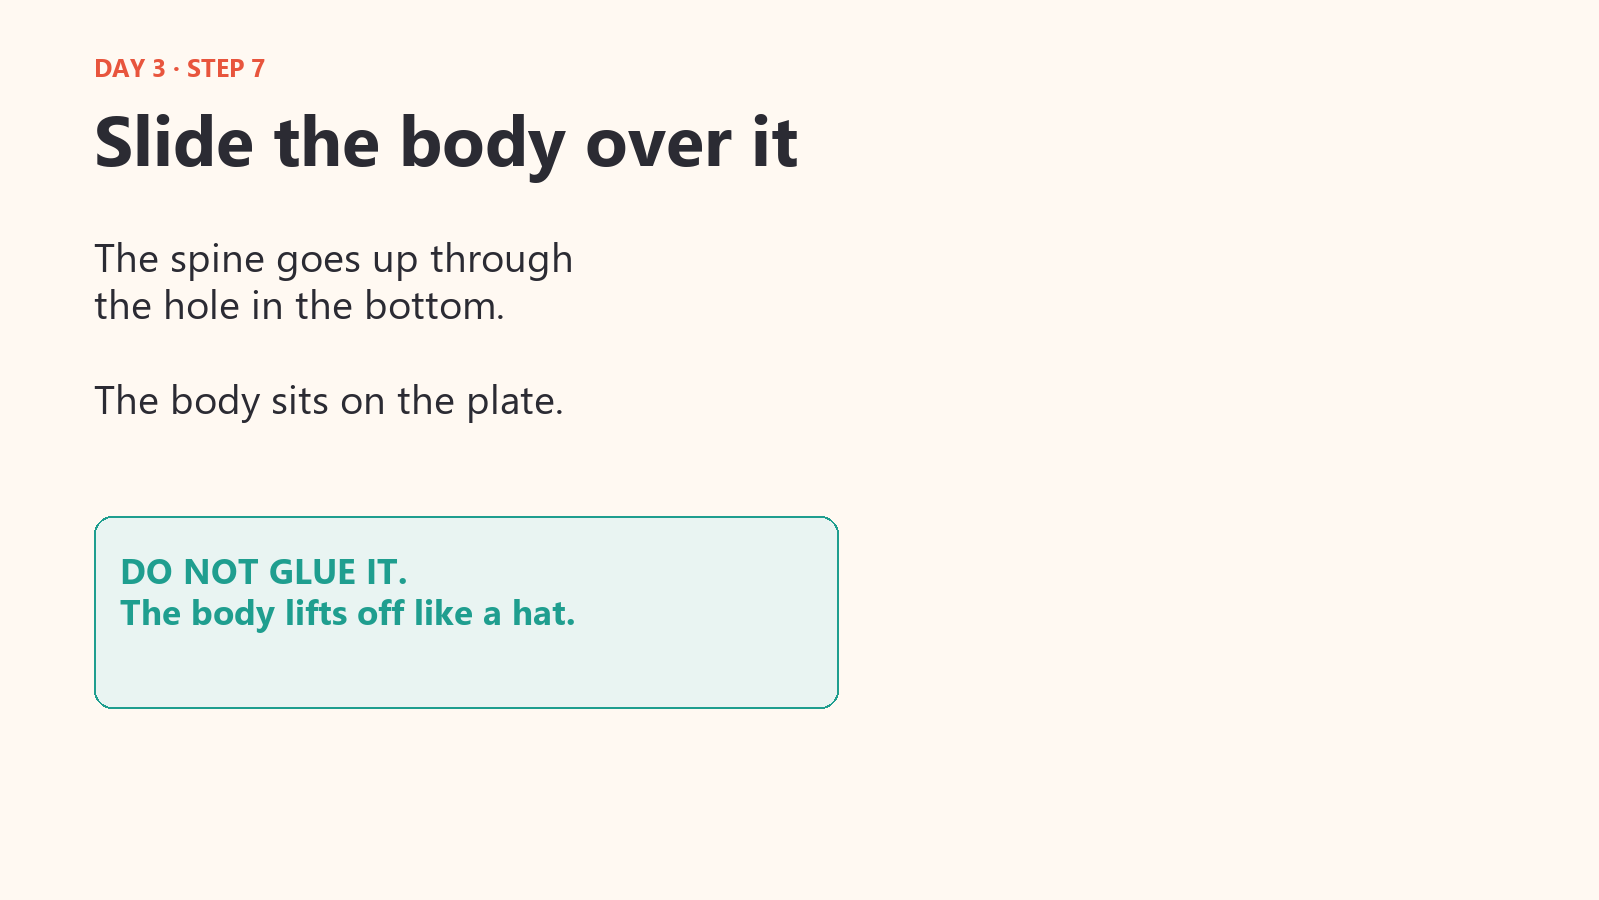 DAY 3 · STEP 7
Slide the body over it
The spine goes up through
the hole in the bottom.
The body sits on the plate.
DO NOT GLUE IT.
The body lifts off like a hat.